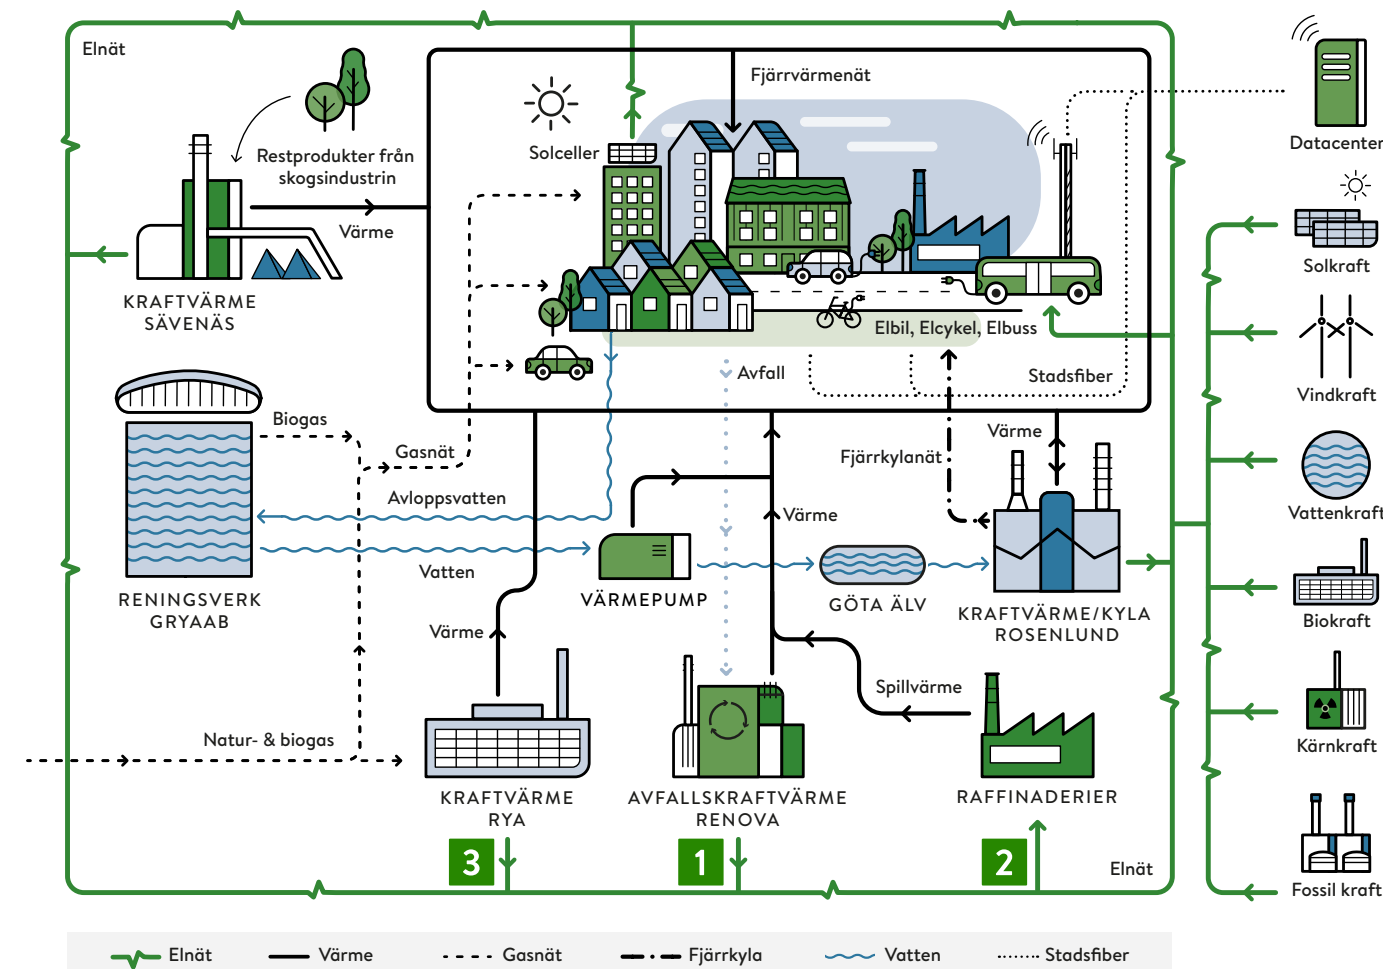 Elnät
Fjärrvärmenät
Datacenter
Restprodukter från
skogsindustrin
Solceller
Värme
Solkraft
KRAFTVÄRME
SÄVENÄS
Elbil, Elcykel, Elbuss
Avfall
Stadsfiber
Vindkraft
Biogas
Gasnät
Värme
Fjärrkylanät
Avloppsvatten
Värme
Vattenkraft
Vatten
VÄRMEPUMP
GÖTA ÄLV
RENINGSVERK
GRYAAB
KRAFTVÄRME/KYLA
ROSENLUND
Biokraft
Värme
Spillvärme
Natur- & biogas
Kärnkraft
KRAFTVÄRME
RYA
AVFALLSKRAFTVÄRME
RENOVA
RAFFINADERIER
3
1
2
Elnät
Fossil kraft
Elnät
Värme
Gasnät
Fjärrkyla
Vatten
Stadsfiber